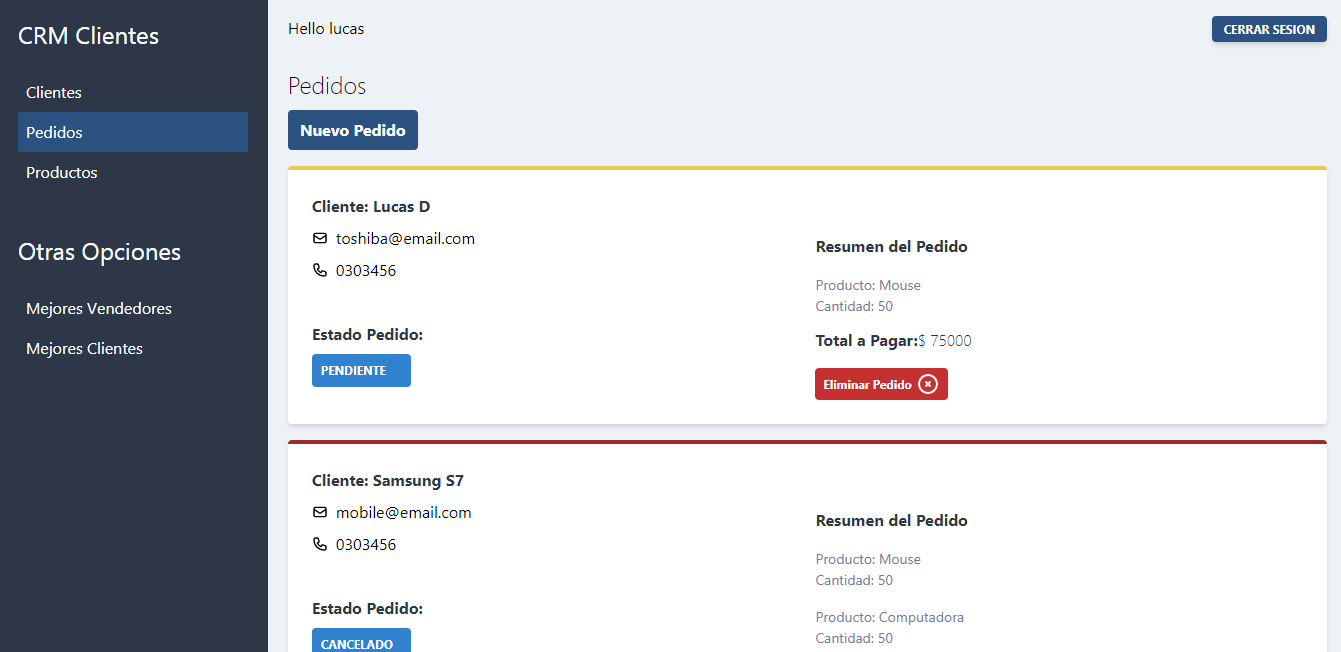 CRM Clientes
Clientes
Pedidos
Productos
Otras Opciones
Mejores Vendedores
Mejores Clientes
Hello lucas
CERRAR SESION
Pedidos
Nuevo Pedido
Cliente: Lucas D
toshiba@email.com
0303456
Estado Pedido:
PENDIENTE
Resumen del Pedido
Producto: Mouse
Cantidad: 50
Total a Pagar:$ 75000
Eliminar Pedido
Cliente: Samsung S7
mobile@email.com
0303456
Estado Pedido:
CANCELADO
Resumen del Pedido
Producto: Mouse
Cantidad: 50
Producto: Computadora
Cantidad: 50